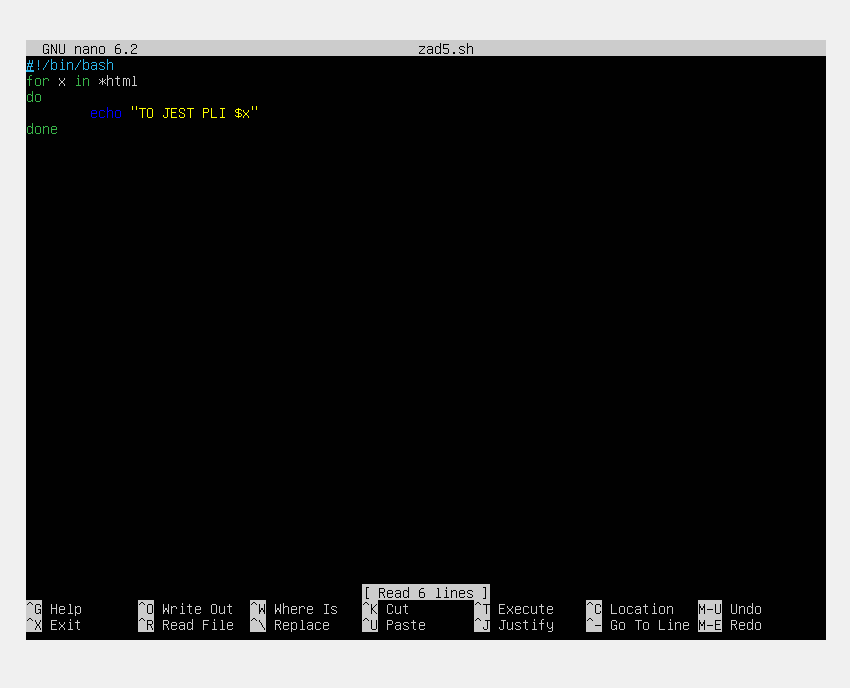 GNU nano 6.2 zad5.sh
#!/bin/bash
for x in *html
do
echo "TO JEST PLI $x"
done
[ Read 6 lines ]
^G Help ^O Write Out ^W Where Is ^K Cut ^T Execute ^C Location M-U Undo
^X Exit ^R Read File ^\ Replace ^U Paste ^J Justify ^- Go To Line M-E Redo